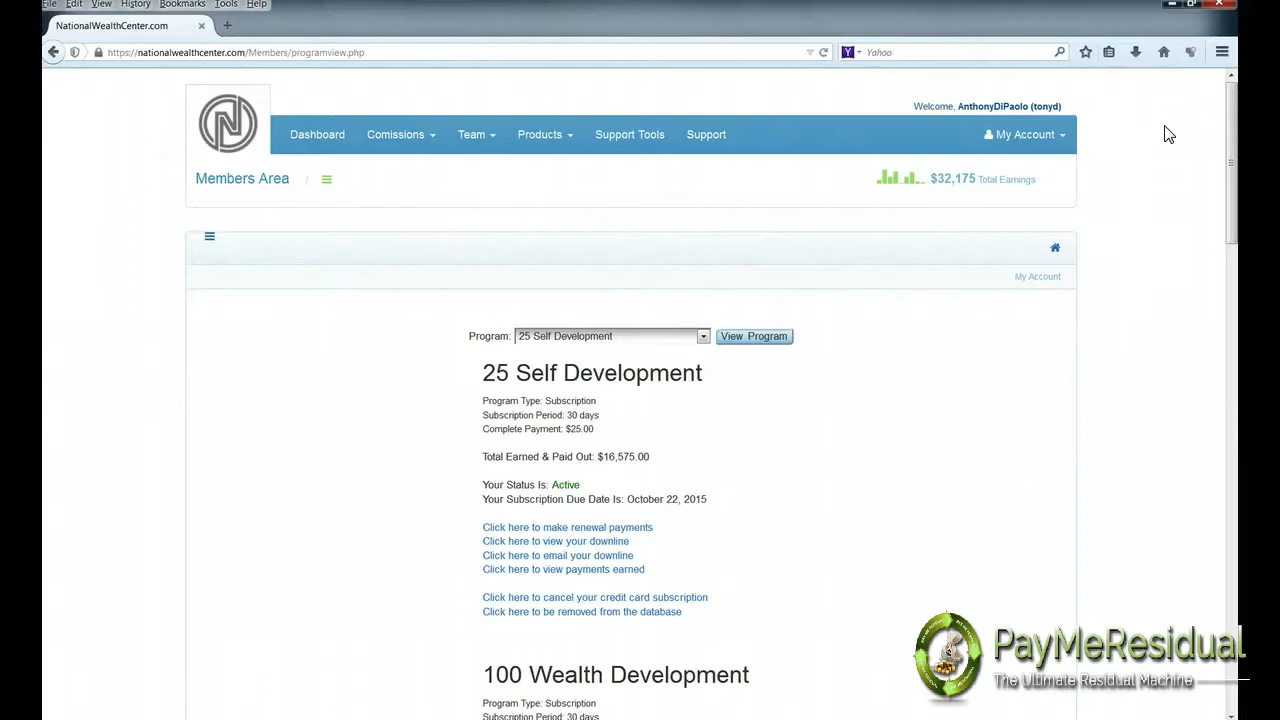 File Edit View History Bookmarks Tools Help
NationalWealthCenter.com
https://nationalwealthcenter.com/Members/programview.php
Yahoo
Welcome, AnthonyDiPaolo (tonyd)
Dashboard Comissions Team Products Support Tools Support My Account
Members Area
$32,175 Total Earnings
My Account
Program: 25 Self Development View Program
25 Self Development
Program Type: Subscription
Subscription Period: 30 days
Complete Payment: $25.00
Total Earned & Paid Out: $16,575.00
Your Status Is: Active
Your Subscription Due Date Is: October 22, 2015
Click here to make renewal payments
Click here to view your downline
Click here to email your downline
Click here to view payments earned
Click here to cancel your credit card subscription
Click here to be removed from the database
100 Wealth Development
Program Type: Subscription
Subscription Period: 30 days
PayMeResidual
The Ultimate Residual Machine